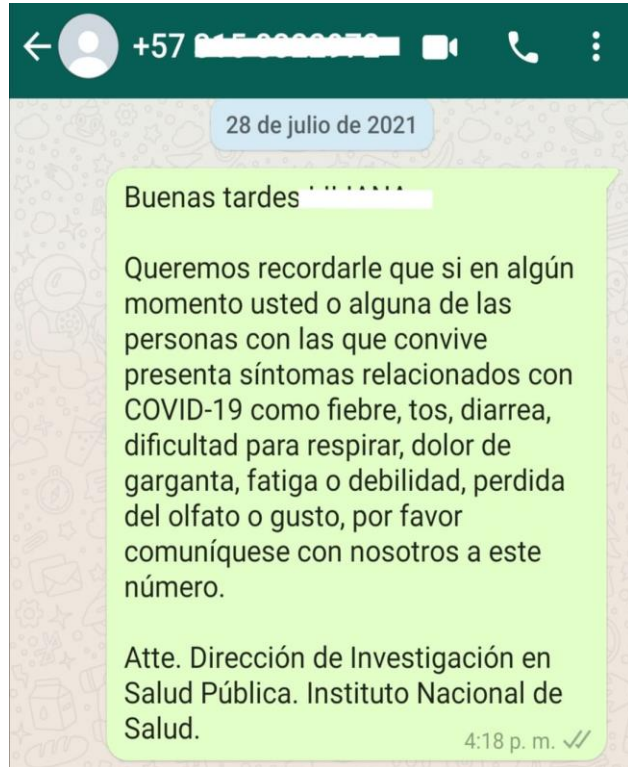 +57
28 de julio de 2021
Buenas tardes
Queremos recordarle que si en algún
momento usted o alguna de las
personas con las que convive
presenta síntomas relacionados con
COVID-19 como fiebre, tos, diarrea,
dificultad para respirar, dolor de
garganta, fatiga o debilidad, perdida
del olfato o gusto, por favor
comuníquese con nosotros a este
número.
Atte. Dirección de Investigación en
Salud Pública. Instituto Nacional de
Salud.
4:18 p. m.